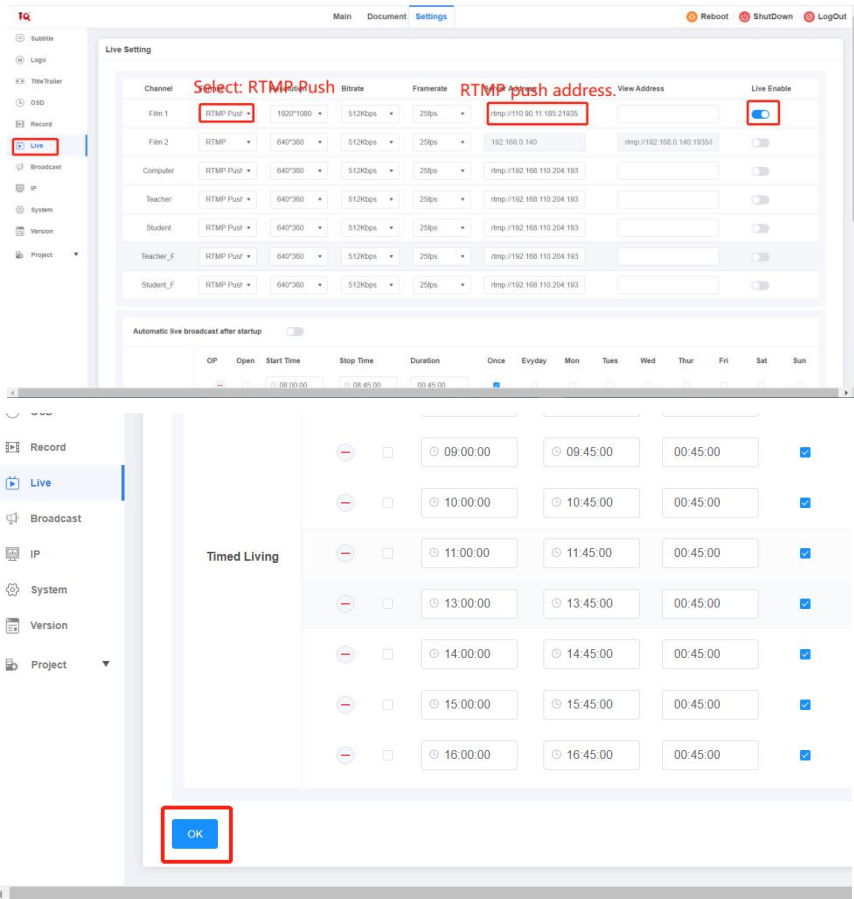 TQ Main Document Settings Reboot ShutDown LogOut
Subtitle
Logo
TitleTrailer
OSD
Record
Live
Broadcast
IP
System
Version
Project
Live Setting
Select: RTMP Push
RTMP push address.
Channel Bitrate Framerate View Address Live Enable
Film 1 RTMP Push 1920*1080 512Kbps 25fps rtmp://110.90.11.185:21935
Film 2 RTMP 640*360 512Kbps 25fps 192.168.0.140 rtmp://192.168.0.140:1935/l
Computer RTMP Push 640*360 512Kbps 25fps rtmp://192.168.110.204:193
Teacher RTMP Push 640*360 512Kbps 25fps rtmp://192.168.110.204:193
Student RTMP Push 640*360 512Kbps 25fps rtmp://192.168.110.204:193
Teacher_F RTMP Push 640*360 512Kbps 25fps rtmp://192.168.110.204:193
Student_F RTMP Push 640*360 512Kbps 25fps rtmp://192.168.110.204:193
Automatic live broadcast after startup
OP Open Start Time Stop Time Duration Once Evyday Mon Tues Wed Thur Fri Sat Sun
08:00:00 08:45:00 00:45:00
Record
Live
Broadcast
IP
System
Version
Project
Timed Living
09:00:00 09:45:00 00:45:00
10:00:00 10:45:00 00:45:00
11:00:00 11:45:00 00:45:00
13:00:00 13:45:00 00:45:00
14:00:00 14:45:00 00:45:00
15:00:00 15:45:00 00:45:00
16:00:00 16:45:00 00:45:00
OK